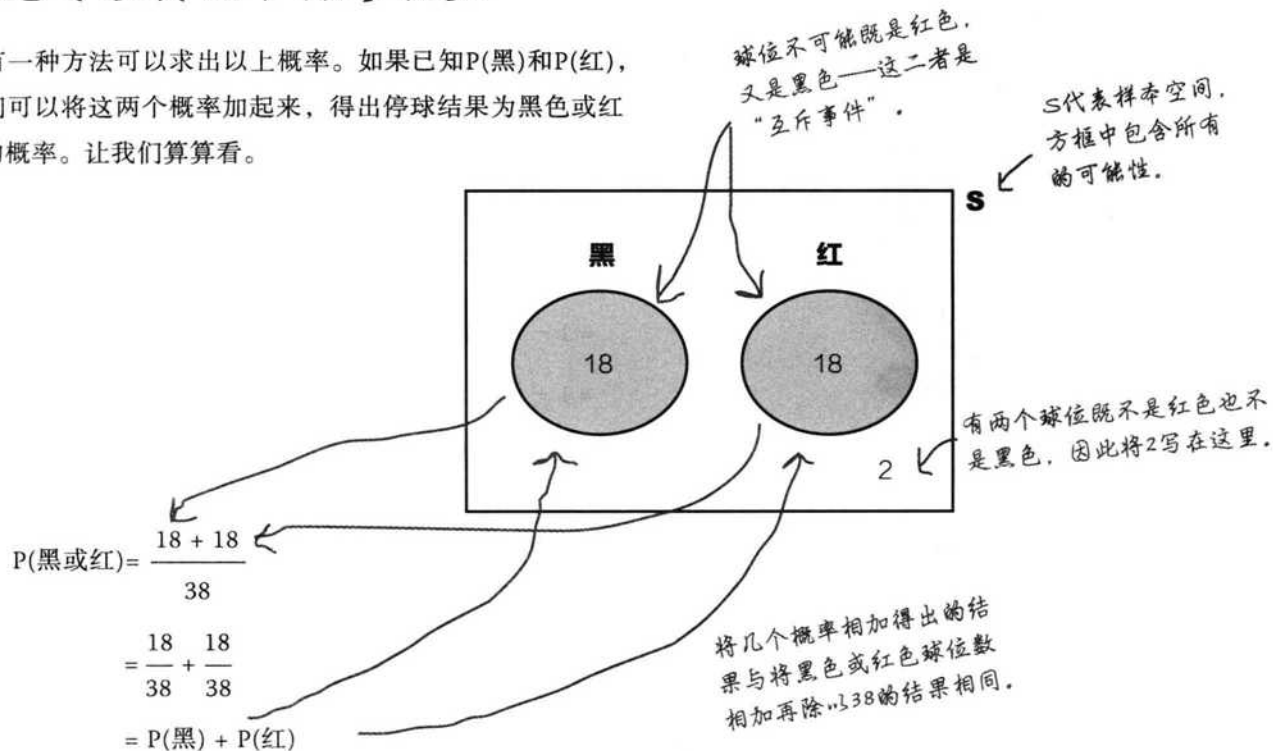 有一种方法可以求出以上概率。如果已知P(黑)和P(红),
可以将这两个概率加起来，得出停球结果为黑色或红
概率。让我们算算看。
球位不可能既是红色，
又是黑色——这二者是
“互斥事件”。
S代表样本空间，
方框中包含所有
的可能性。
S
黑 红
18 18
2
有两个球位既不是红色也不
是黑色，因此将2写在这里。
P(黑或红)= 18 + 18
38
= 18/38 + 18/38
= P(黑) + P(红)
将几个概率相加得出的结
果与将黑色或红色球位数
相加再除以38的结果相同。